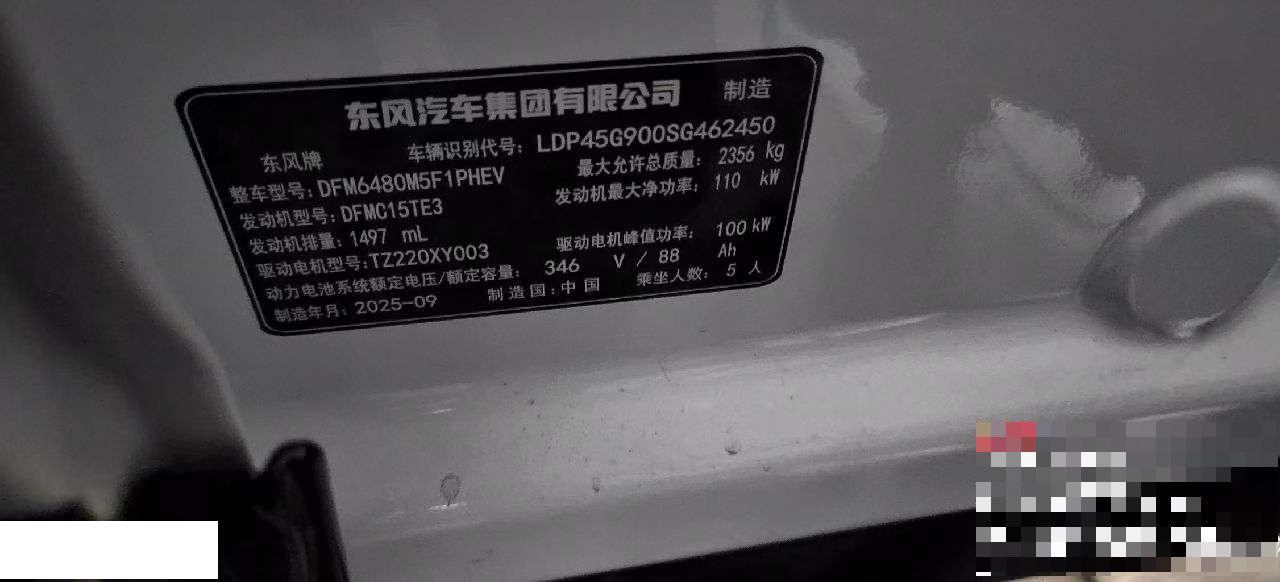 东风汽车集团有限公司 制造
东风牌 车辆识别代号: LDP45G900SG462450
整车型号: DFM6480M5F1PHEV 最大允许总质量: 2356 kg
发动机型号: DFMC15TE3 发动机最大净功率: 110 kW
发动机排量: 1497 mL
驱动电机型号: TZ220XY003 驱动电机峰值功率: 100 kW
动力电池系统额定电压/额定容量: 346 V / 88 Ah
制造年月: 2025-09 制造国: 中国 乘坐人数: 5 人